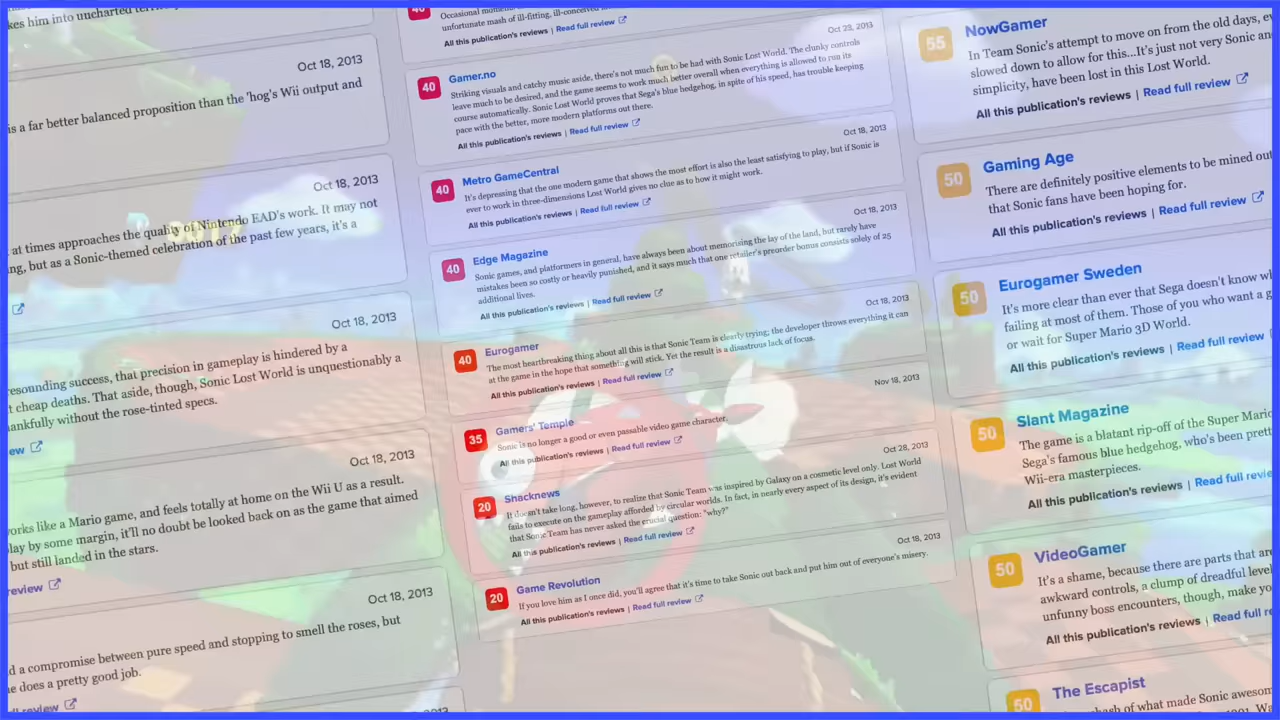 kes him into uncharted
Oct 18, 2013
is a far better balanced proposition than the 'hog's Wii output and
Oct 18, 2013
at times approaches the quality of Nintendo EAD's work. It may not
ng, but as a Sonic-themed celebration of the past few years, it's a
Oct 18, 2013
resounding success, that precision in gameplay is hindered by a
t cheap deaths. That aside, though, Sonic Lost World is unquestionably a
ankfully without the rose-tinted specs.
ew
Oct 18, 2013
orks like a Mario game, and feels totally at home on the Wii U as a result.
lay by some margin, it'll no doubt be looked back on as the game that aimed
but still landed in the stars.
review
Oct 18, 2013
d a compromise between pure speed and stopping to smell the roses, but
e does a pretty good job.
ll review
2013
40
Occasional
unfortunate mash of ill-fitting, ill-conceived
All this publication's reviews | Read full review
Oct 23, 2013
40
Gamer.no
Striking visuals and catchy music aside, there's not much fun to be had with Sonic Lost World. The clunky controls
leave much to be desired, and the game seems to work much better overall when everything is allowed to run its
course automatically. Sonic Lost World proves that Sega's blue hedgehog, in spite of his speed, has trouble keeping
pace with the better, more modern platforms out there.
All this publication's reviews | Read full review
Oct 18, 2013
40
Metro GameCentral
It's depressing that the one modern game that shows the most effort is also the least satisfying to play, but if Sonic is
ever to work in three-dimensions Lost World gives no clue as to how it might work.
All this publication's reviews | Read full review
Oct 18, 2013
40
Edge Magazine
Sonic games, and platformers in general, have always been about memorising the lay of the land, but rarely have
mistakes been so costly or heavily punished, and it says much that one retailer's preorder bonus consists solely of 25
additional lives.
All this publication's reviews | Read full review
Oct 18, 2013
40
Eurogamer
The most heartbreaking thing about all this is that Sonic Team is clearly trying; the developer throws everything it can
at the game in the hope that something will stick. Yet the result is a disastrous lack of focus.
All this publication's reviews | Read full review
Nov 18, 2013
35
Gamers' Temple
Sonic is no longer a good or even passable video game character.
All this publication's reviews | Read full review
Oct 28, 2013
20
Shacknews
It doesn't take long, however, to realize that Sonic Team was inspired by Galaxy on a cosmetic level only. Lost World
fails to execute on the gameplay afforded by circular worlds. In fact, in nearly every aspect of its design, it's evident
that Sonic Team has never asked the crucial question: "why?"
All this publication's reviews | Read full review
Oct 18, 2013
20
Game Revolution
If you love him as I once did, you'll agree that it's time to take Sonic out back and put him out of everyone's misery.
All this publication's reviews | Read full review
55
NowGamer
In Team Sonic's attempt to move on from the old days, ev
slowed down to allow for this...It's just not very Sonic an
simplicity, have been lost in this Lost World.
All this publication's reviews | Read full review
50
Gaming Age
There are definitely positive elements to be mined out
that Sonic fans have been hoping for.
All this publication's reviews | Read full review
50
Eurogamer Sweden
It's more clear than ever that Sega doesn't know wh
failing at most of them. Those of you who want a g
or wait for Super Mario 3D World.
All this publication's reviews | Read full review
50
Slant Magazine
The game is a blatant rip-off of the Super Mario
Sega's famous blue hedgehog, who's been prett
Wii-era masterpieces.
All this publication's reviews | Read full revie
50
VideoGamer
It's a shame, because there are parts that are
awkward controls, a clump of dreadful level
unfunny boss encounters, though, make yo
All this publication's reviews | Read full r
50
The Escapist
hash of what made Sonic awesom